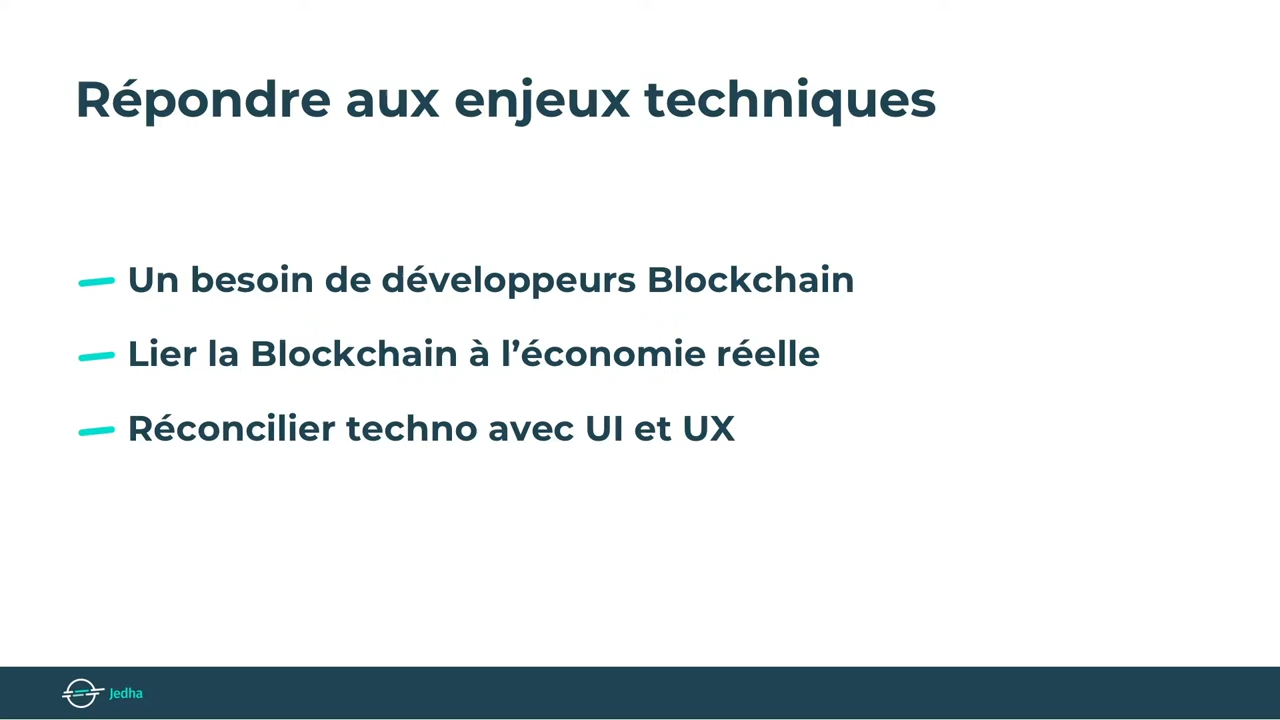 Répondre aux enjeux techniques
Un besoin de développeurs Blockchain
Lier la Blockchain à l’économie réelle
Réconcilier techno avec UI et UX
Jedha